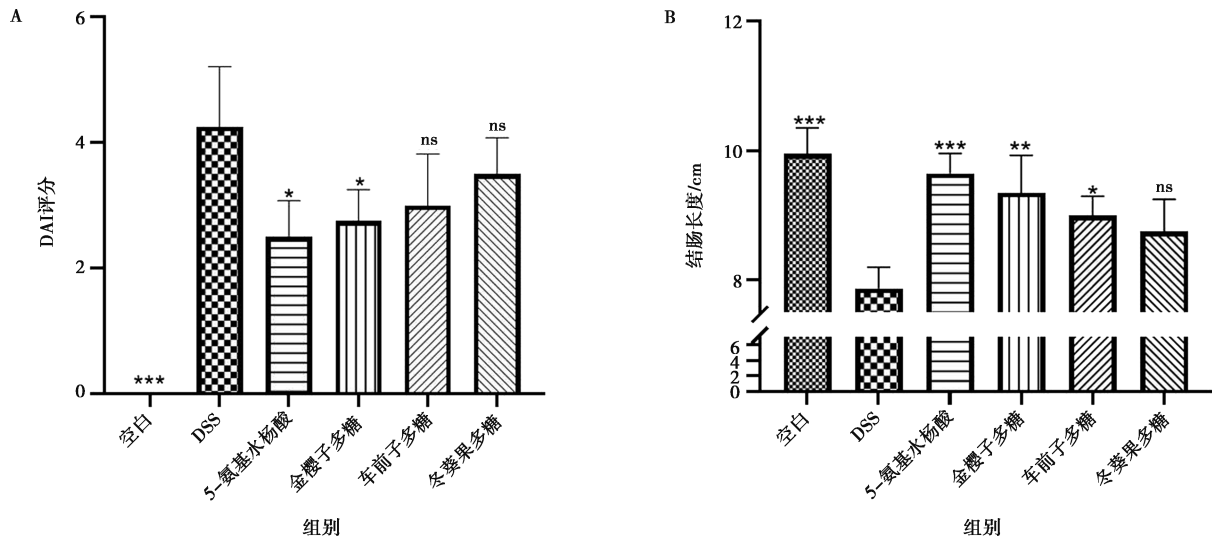 A
6
4
2
0
DAI评分
***
*
*
ns
ns
空白
DSS
5-氨基水杨酸
金樱子多糖
车前子多糖
冬葵果多糖
组别
B
12
10
8
6
4
2
0
结肠长度/cm
***
***
**
*
ns
空白
DSS
5-氨基水杨酸
金樱子多糖
车前子多糖
冬葵果多糖
组别